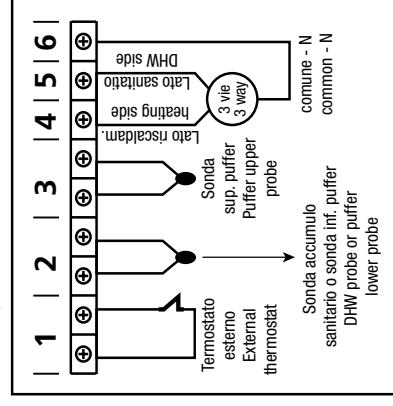 1 2 3 4 5 6
Termostato
esterno
External
thermostat
Sonda accumulo
sanitario o sonda inf. puffer
DHW probe or puffer
lower probe
Sonda
sup. puffer
Puffer upper
probe
Lato riscaldam.
heating side
Lato sanitatio
DHW side
3 vie
3 way
comune - N
common - N